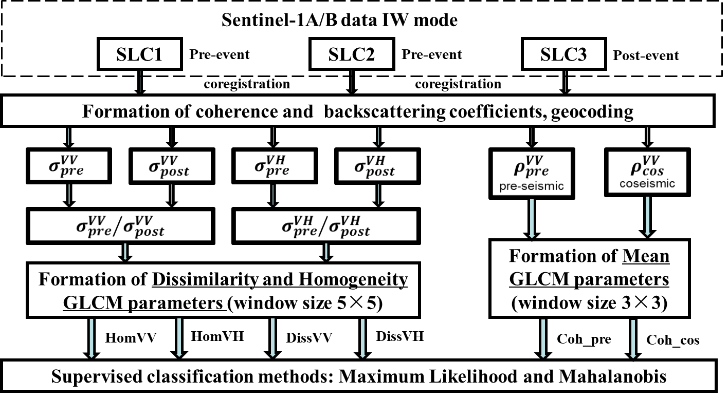 Sentinel-1A/B data IW mode
SLC1 Pre-event SLC2 Pre-event SLC3 Post-event
coregistration coregistration
Formation of coherence and backscattering coefficients, geocoding
σ^VV_pre σ^VV_post σ^VH_pre σ^VH_post ρ^VV_pre ρ^VV_cos
pre-seismic coseismic
σ^VV_pre/σ^VV_post σ^VH_pre/σ^VH_post
Formation of Dissimilarity and Homogeneity
GLCM parameters (window size 5×5)
Formation of Mean
GLCM parameters
(window size 3×3)
HomVV HomVH DissVV DissVH Coh_pre Coh_cos
Supervised classification methods: Maximum Likelihood and Mahalanobis